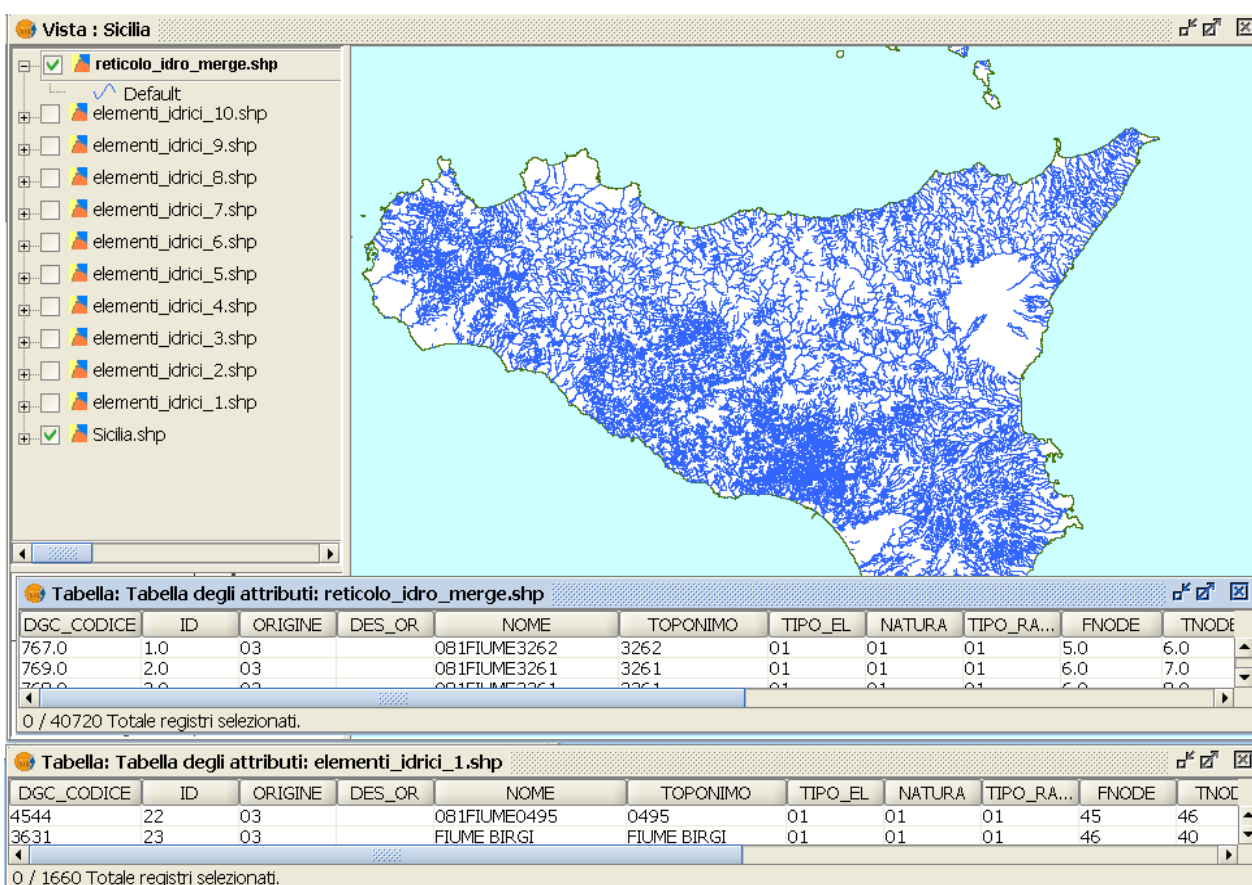 Vista : Sicilia
reticolo_idro_merge.shp
Default
elementi_idrici_10.shp
elementi_idrici_9.shp
elementi_idrici_8.shp
elementi_idrici_7.shp
elementi_idrici_6.shp
elementi_idrici_5.shp
elementi_idrici_4.shp
elementi_idrici_3.shp
elementi_idrici_2.shp
elementi_idrici_1.shp
Sicilia.shp
Tabella: Tabella degli attributi: reticolo_idro_merge.shp
DGC_CODICE ID ORIGINE DES_OR NOME TOPONIMO TIPO_EL NATURA TIPO_RA... FNODE TNODE
767.0 1.0 03 081FIUME3262 3262 01 01 01 5.0 6.0
769.0 2.0 03 081FIUME3261 3261 01 01 01 6.0 7.0
0 / 40720 Totale registri selezionati.
Tabella: Tabella degli attributi: elementi_idrici_1.shp
DGC_CODICE ID ORIGINE DES_OR NOME TOPONIMO TIPO_EL NATURA TIPO_RA... FNODE
4544 22 03 081FIUME0495 0495 01 01 01 45 46
3631 23 03 FIUME BIRGI FIUME BIRGI 01 01 01 46 40
0 / 1660 Totale registri selezionati.